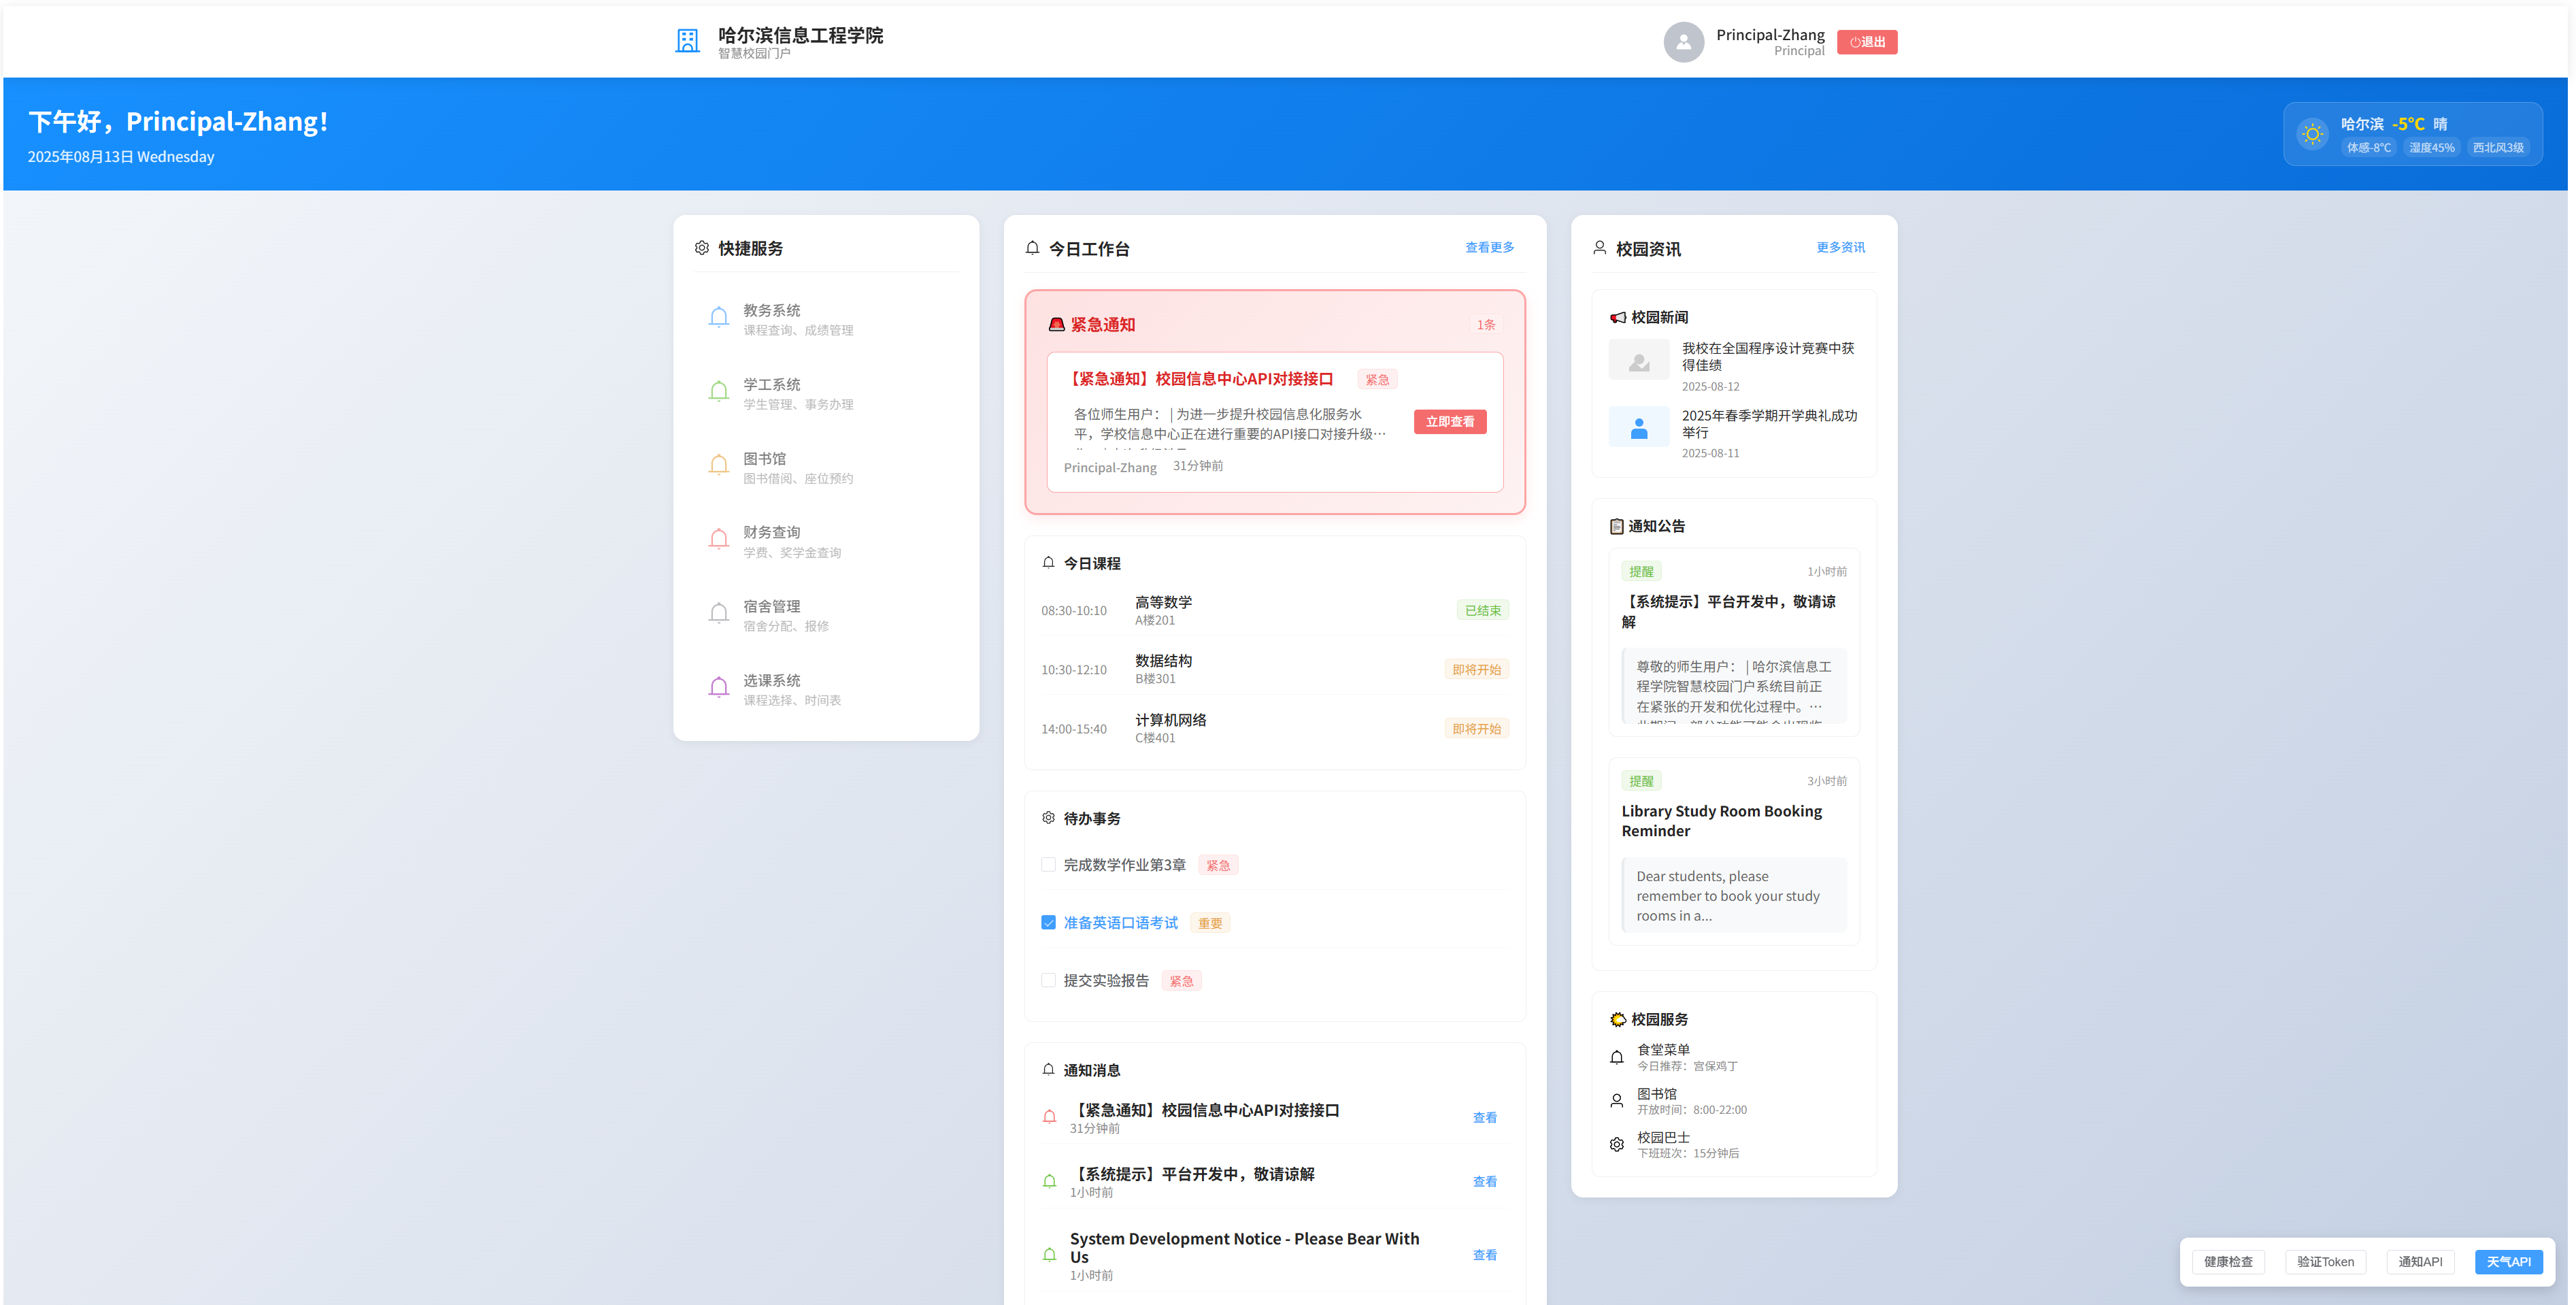 哈尔滨信息工程学院
智慧校园门户
Principal-Zhang
Principal
退出
下午好，Principal-Zhang！
2025年08月13日 Wednesday
哈尔滨 -5°C 晴
体感-8°C 湿度45% 西北风3级
快捷服务
教务系统
课程查询、成绩管理
学工系统
学生管理、事务办理
图书馆
图书借阅、座位预约
财务查询
学费、奖学金查询
宿舍管理
宿舍分配、报修
选课系统
课程选择、时间表
今日工作台 查看更多
紧急通知 1条
【紧急通知】校园信息中心API对接接口 紧急
各位师生用户： | 为进一步提升校园信息化服务水
平，学校信息中心正在进行重要的API接口对接升级…
立即查看
Principal-Zhang 31分钟前
今日课程
08:30-10:10 高等数学 已结束
A楼201
10:30-12:10 数据结构 即将开始
B楼301
14:00-15:40 计算机网络 即将开始
C楼401
待办事务
完成数学作业第3章 紧急
准备英语口语考试 重要
提交实验报告 紧急
通知消息
【紧急通知】校园信息中心API对接接口
31分钟前
查看
【系统提示】平台开发中，敬请谅解
1小时前
查看
System Development Notice - Please Bear With
Us
1小时前
查看
校园资讯 更多资讯
校园新闻
我校在全国程序设计竞赛中获
得佳绩
2025-08-12
2025年春季学期开学典礼成功
举行
2025-08-11
通知公告
提醒 1小时前
【系统提示】平台开发中，敬请谅
解
尊敬的师生用户： | 哈尔滨信息工
程学院智慧校园门户系统目前正
在紧张的开发和优化过程中。…
提醒 3小时前
Library Study Room Booking
Reminder
Dear students, please
remember to book your study
rooms in a...
校园服务
食堂菜单
今日推荐：宫保鸡丁
图书馆
开放时间：8:00-22:00
校园巴士
下班班次：15分钟后
健康检查 验证Token 通知API 天气API